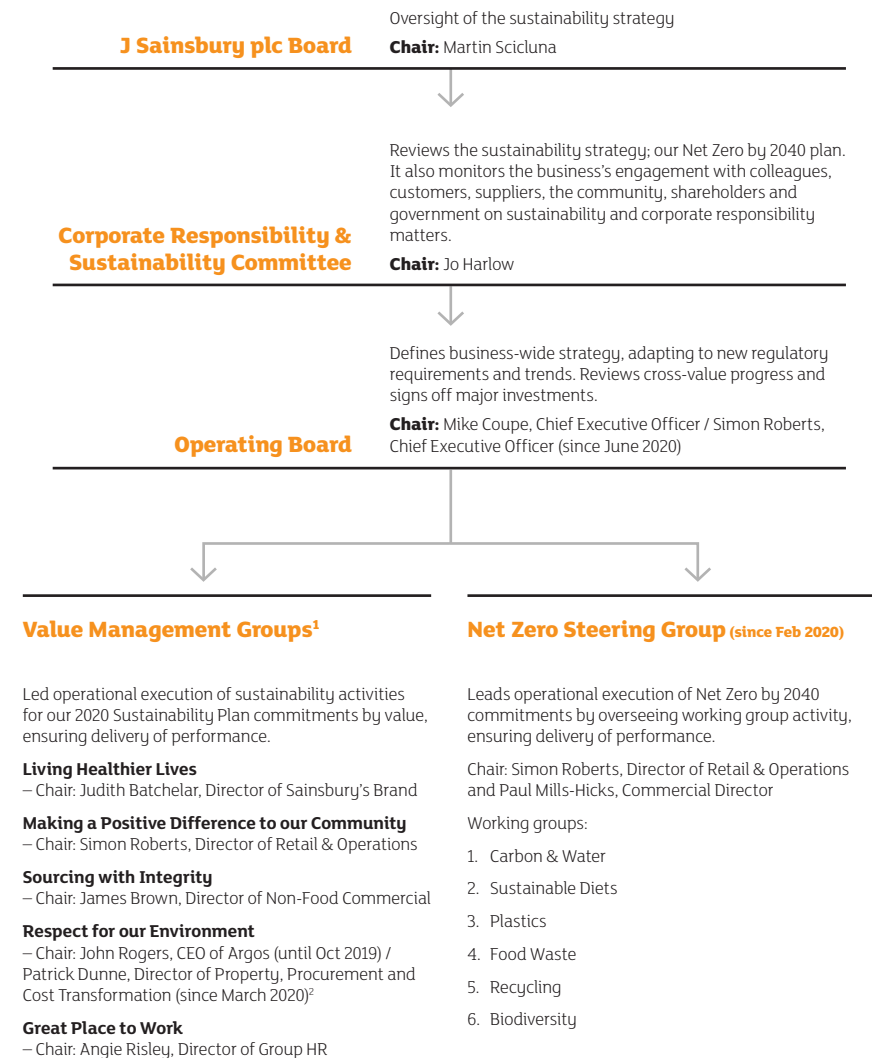 Oversight of the sustainability strategy
J Sainsbury plc Board
Chair: Martin Scicluna
Reviews the sustainability strategy; our Net Zero by 2040 plan.
It also monitors the business's engagement with colleagues,
customers, suppliers, the community, shareholders and
government on sustainability and corporate responsibility
matters.
Corporate Responsibility &
Sustainability Committee
Chair: Jo Harlow
Defines business-wide strategy, adapting to new regulatory
requirements and trends. Reviews cross-value progress and
signs off major investments.
Operating Board
Chair: Mike Coupe, Chief Executive Officer / Simon Roberts,
Chief Executive Officer (since June 2020)
Value Management Groups¹
Led operational execution of sustainability activities
for our 2020 Sustainability Plan commitments by value,
ensuring delivery of performance.
Living Healthier Lives
– Chair: Judith Batchelar, Director of Sainsbury's Brand
Making a Positive Difference to our Community
– Chair: Simon Roberts, Director of Retail & Operations
Sourcing with Integrity
– Chair: James Brown, Director of Non-Food Commercial
Respect for our Environment
– Chair: John Rogers, CEO of Argos (until Oct 2019) /
Patrick Dunne, Director of Property, Procurement and
Cost Transformation (since March 2020)²
Great Place to Work
– Chair: Angie Risley, Director of Group HR
Net Zero Steering Group (since Feb 2020)
Leads operational execution of Net Zero by 2040
commitments by overseeing working group activity,
ensuring delivery of performance.
Chair: Simon Roberts, Director of Retail & Operations
and Paul Mills-Hicks, Commercial Director
Working groups:
1. Carbon & Water
2. Sustainable Diets
3. Plastics
4. Food Waste
5. Recycling
6. Biodiversity